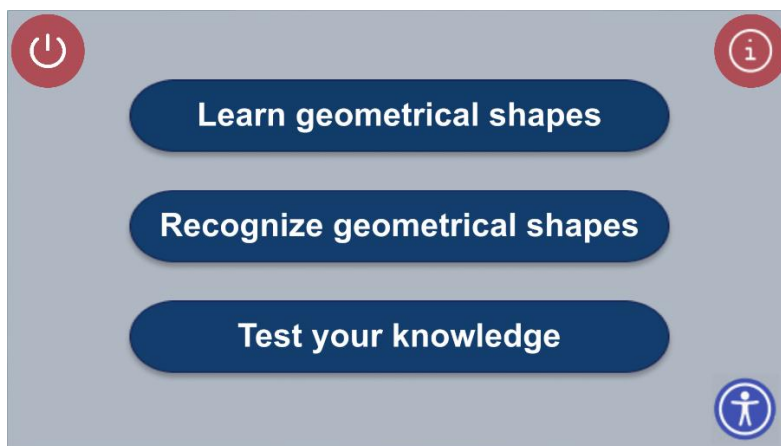 Learn geometrical shapes
Recognize geometrical shapes
Test your knowledge